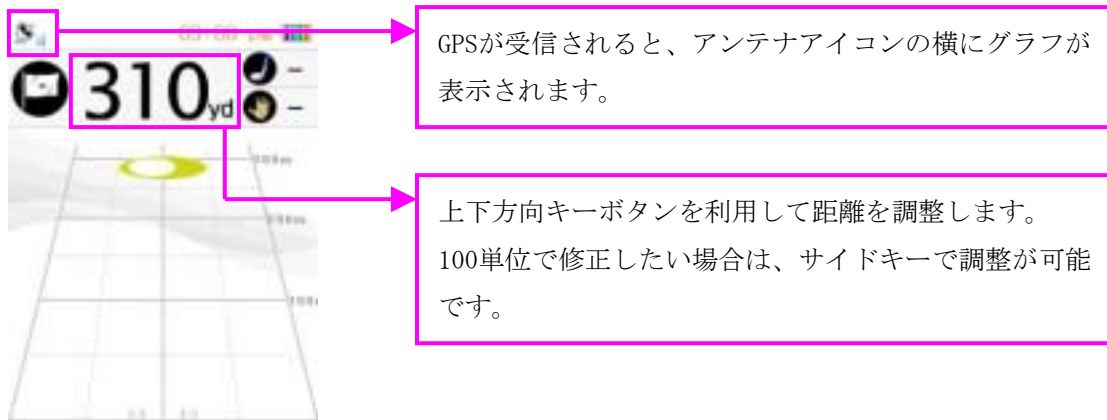 GPSが受信されると、アンテナアイコンの横にグラフが
表示されます。
310yd
上下方向キーボタンを利用して距離を調整します。
100単位で修正したい場合は、サイドキーで調整が可能
です。